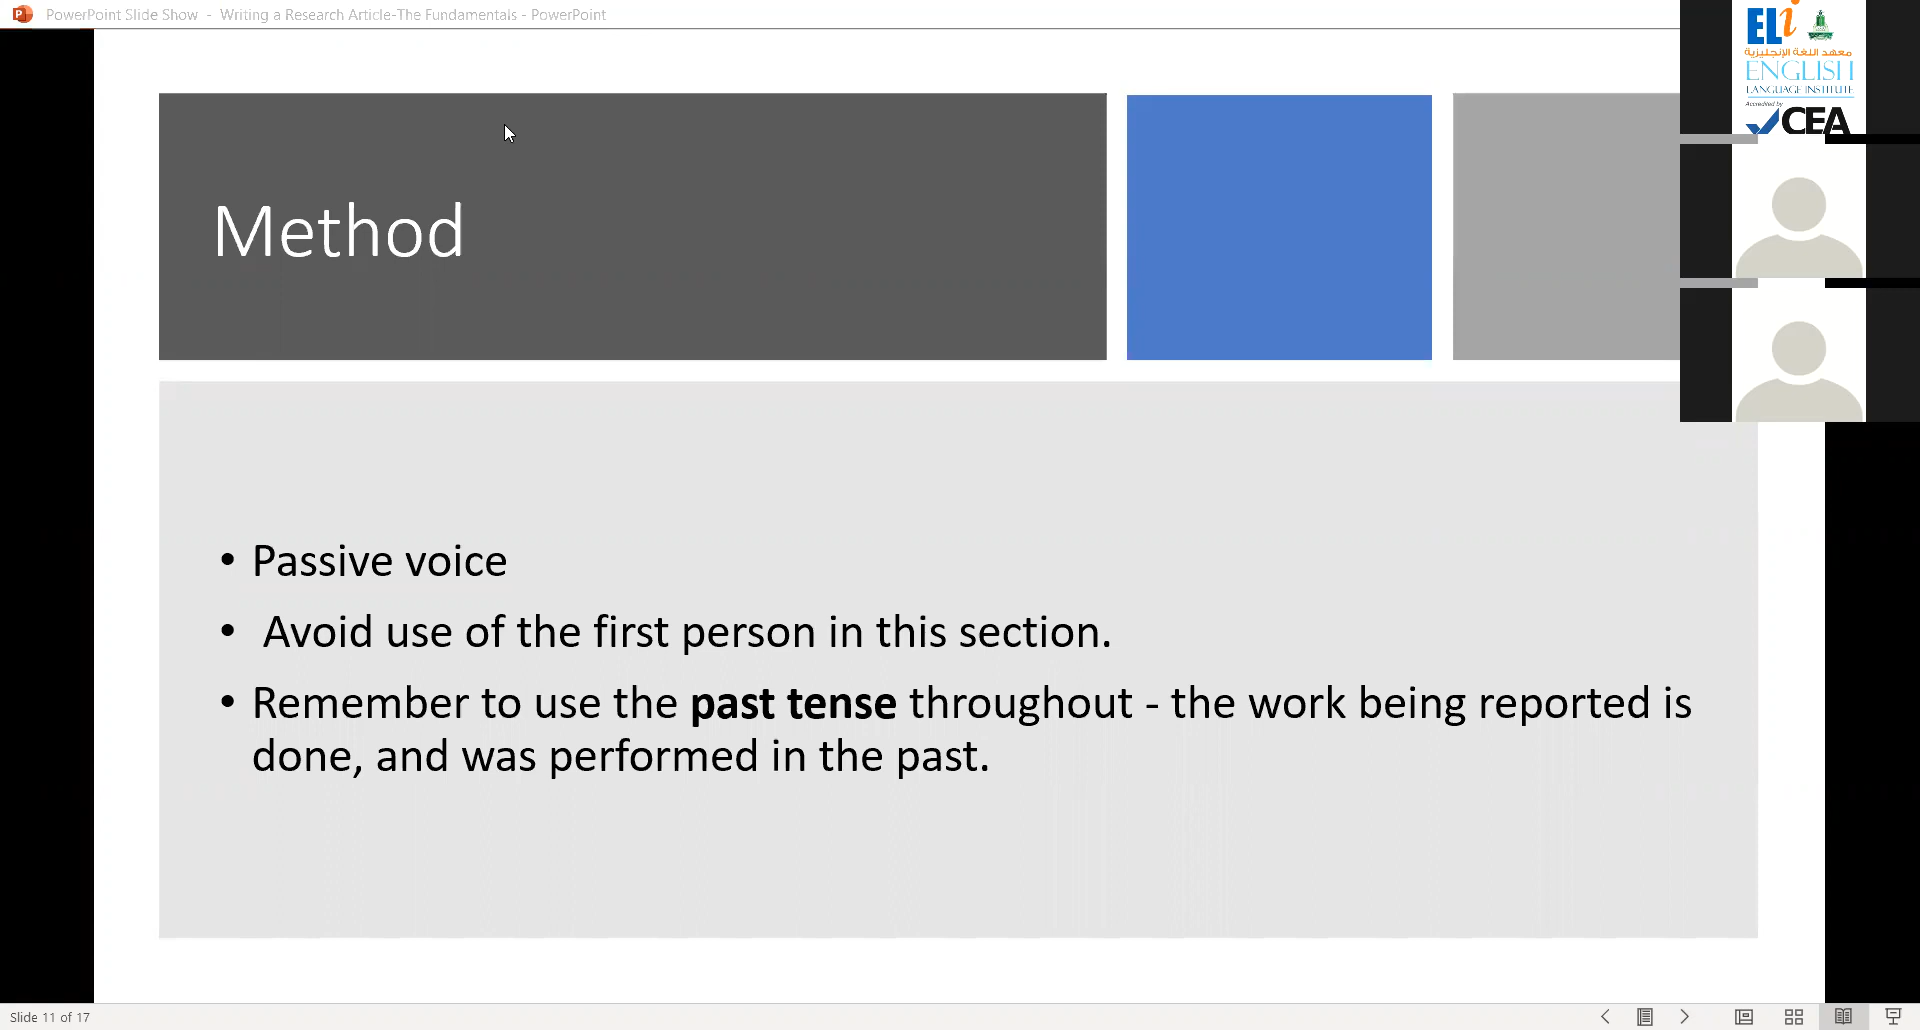 PowerPoint Slide Show - Writing a Research Article-The Fundamentals - PowerPoint
ELi
معهد اللغة الإنجليزية
ENGLISH
LANGUAGE INSTITUTE
Accredited by
CEA
Method
• Passive voice
• Avoid use of the first person in this section.
• Remember to use the past tense throughout - the work being reported is
done, and was performed in the past.
Slide 11 of 17